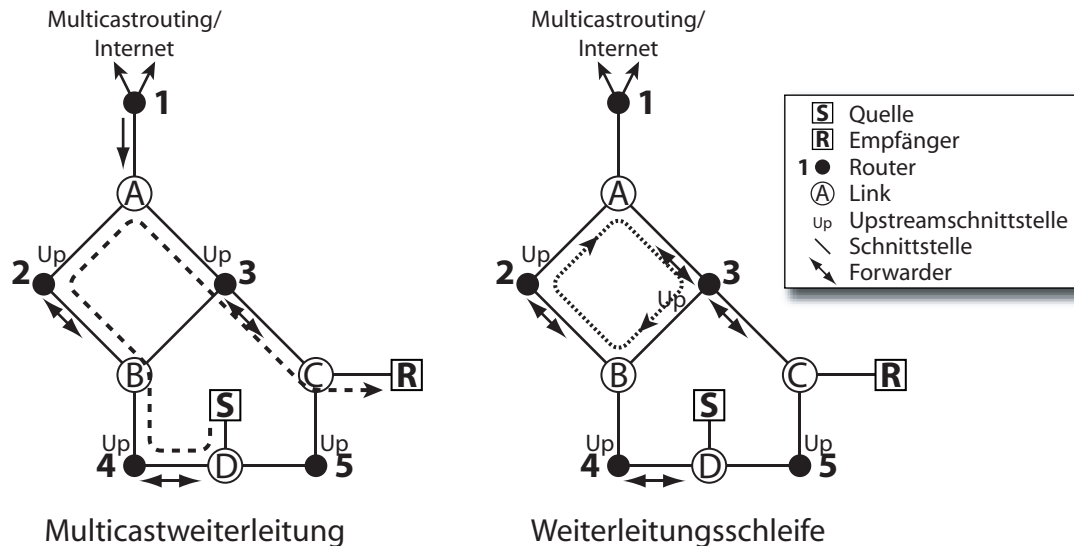 Multicastrouting/
Internet
1
A
Up
Up
2
3
B
C
R
S
Up
Up
4
D
5
Multicastweiterleitung
Multicastrouting/
Internet
1
A
Up
2
3
Up
B
C
R
S
Up
Up
4
D
5
Weiterleitungsschleife
S Quelle
R Empfänger
1 Router
A Link
Up Upstreamschnittstelle
Schnittstelle
Forwarder